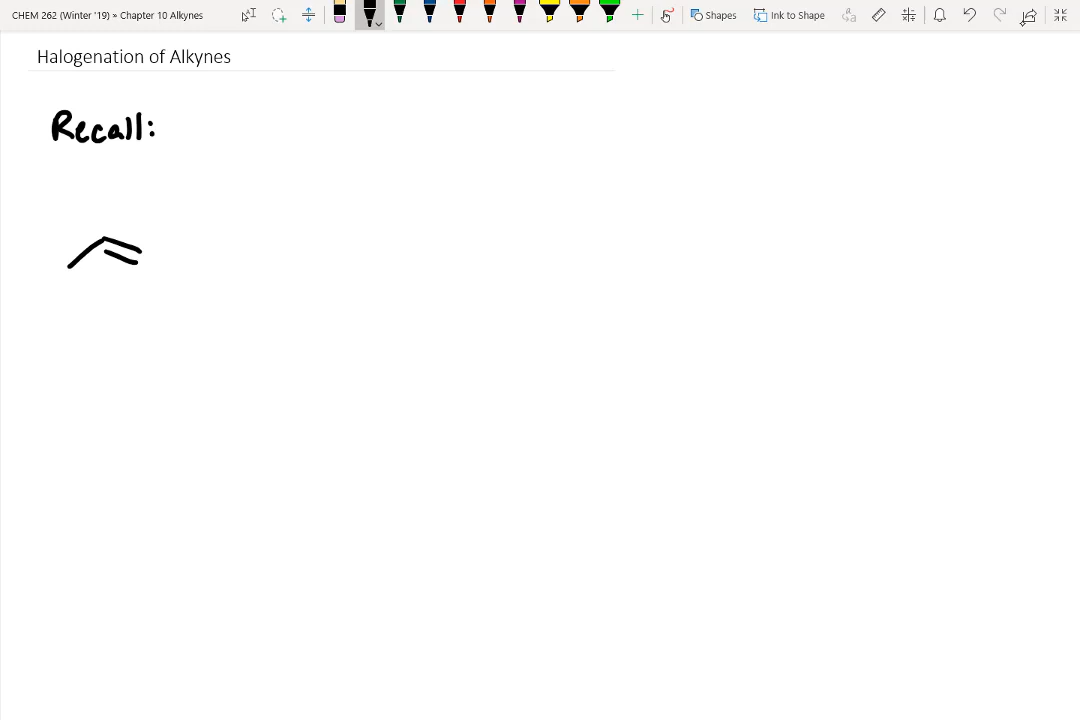 CHEM 262 (Winter '19) » Chapter 10 Alkynes
Shapes
Ink to Shape
Halogenation of Alkynes
Recall: